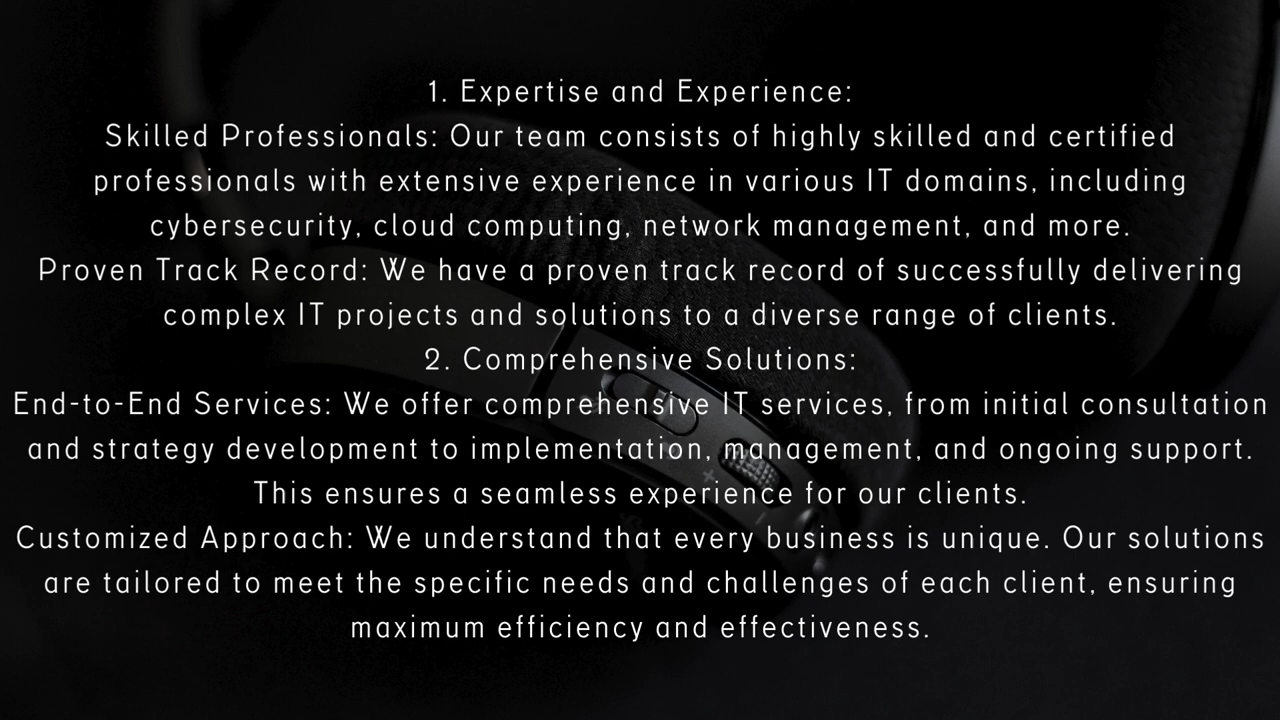 1. Expertise and Experience:
Skilled Professionals: Our team consists of highly skilled and certified
professionals with extensive experience in various IT domains, including
cybersecurity, cloud computing, network management, and more.
Proven Track Record: We have a proven track record of successfully delivering
complex IT projects and solutions to a diverse range of clients.
2. Comprehensive Solutions:
End-to-End Services: We offer comprehensive IT services, from initial consultation
and strategy development to implementation, management, and ongoing support.
This ensures a seamless experience for our clients.
Customized Approach: We understand that every business is unique. Our solutions
are tailored to meet the specific needs and challenges of each client, ensuring
maximum efficiency and effectiveness.